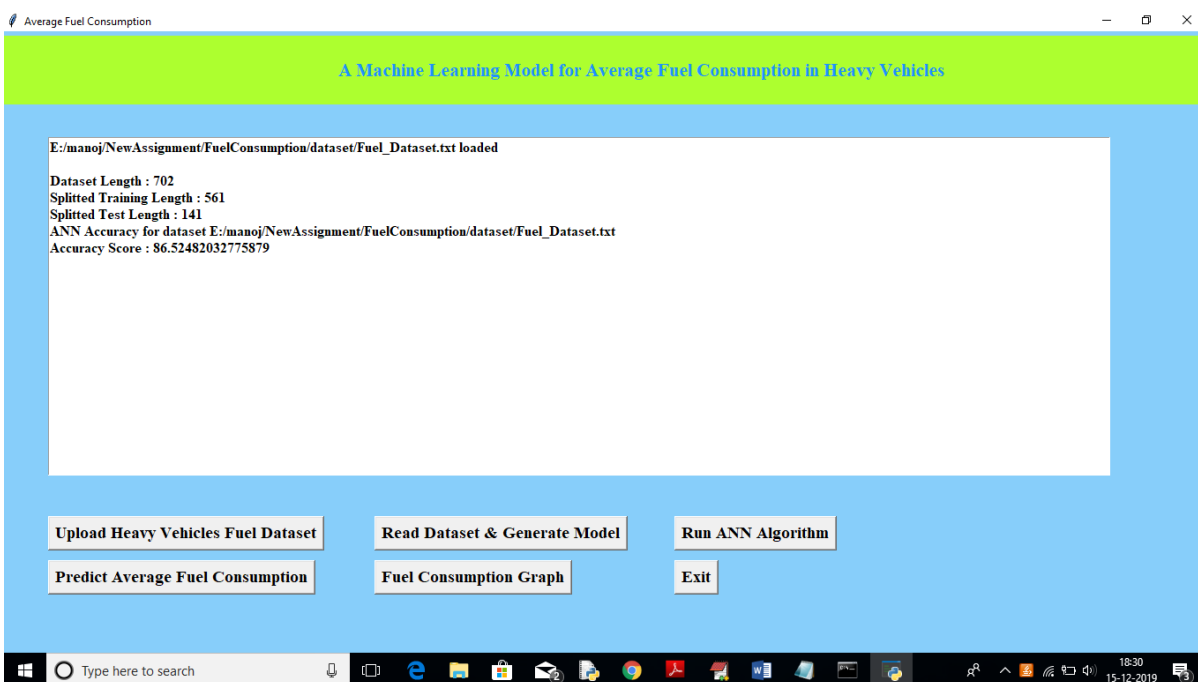 Average Fuel Consumption
A Machine Learning Model for Average Fuel Consumption in Heavy Vehicles
E:/manoj/NewAssignment/FuelConsumption/dataset/Fuel_Dataset.txt loaded
Dataset Length : 702
Splitted Training Length : 561
Splitted Test Length : 141
ANN Accuracy for dataset E:/manoj/NewAssignment/FuelConsumption/dataset/Fuel_Dataset.txt
Accuracy Score : 86.52482032775879
Upload Heavy Vehicles Fuel Dataset
Read Dataset & Generate Model
Run ANN Algorithm
Predict Average Fuel Consumption
Fuel Consumption Graph
Exit
Type here to search
18:30
15-12-2019